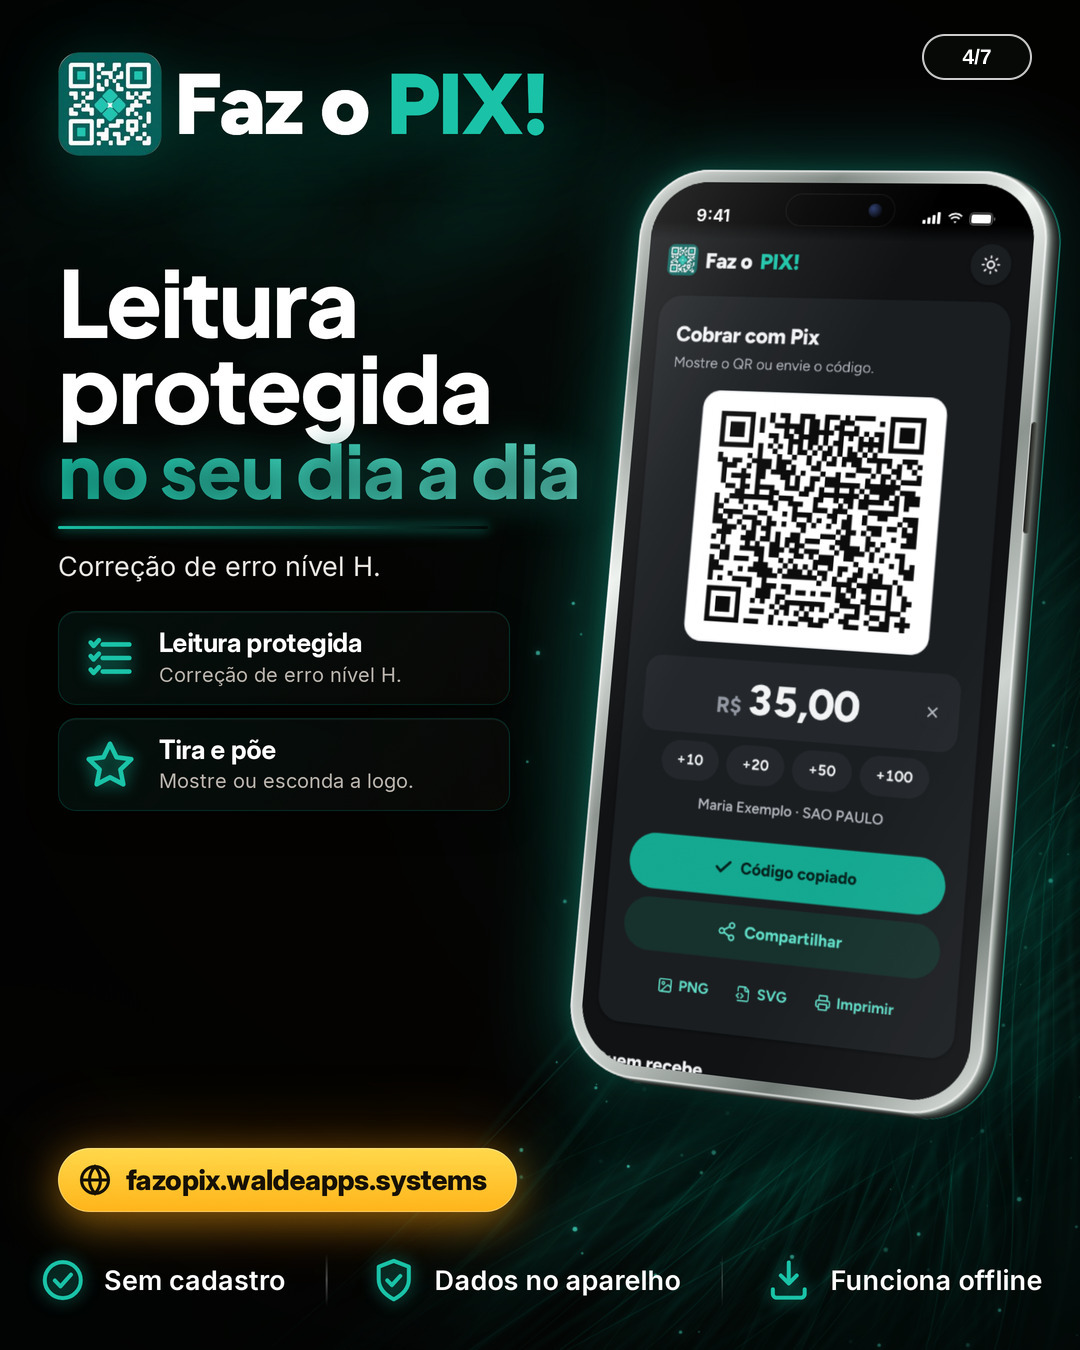 Faz o PIX!
4/7
Leitura
protegida
no seu dia a dia
Correção de erro nível H.
Leitura protegida
Correção de erro nível H.
Tira e põe
Mostre ou esconda a logo.
9:41
Faz o PIX!
Cobrar com Pix
Mostre o QR ou envie o código.
R$ 35,00 ×
+10 +20 +50 +100
Maria Exemplo · SAO PAULO
Código copiado
Compartilhar
PNG SVG Imprimir
recebe
fazopix.waldeapps.systems
Sem cadastro Dados no aparelho Funciona offline